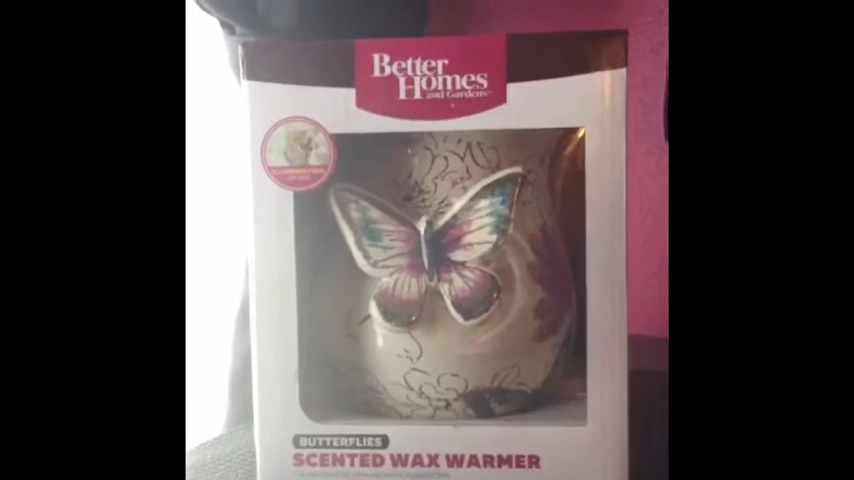 Better
Homes
and Gardens
BUTTERFLIES
SCENTED WAX WARMER